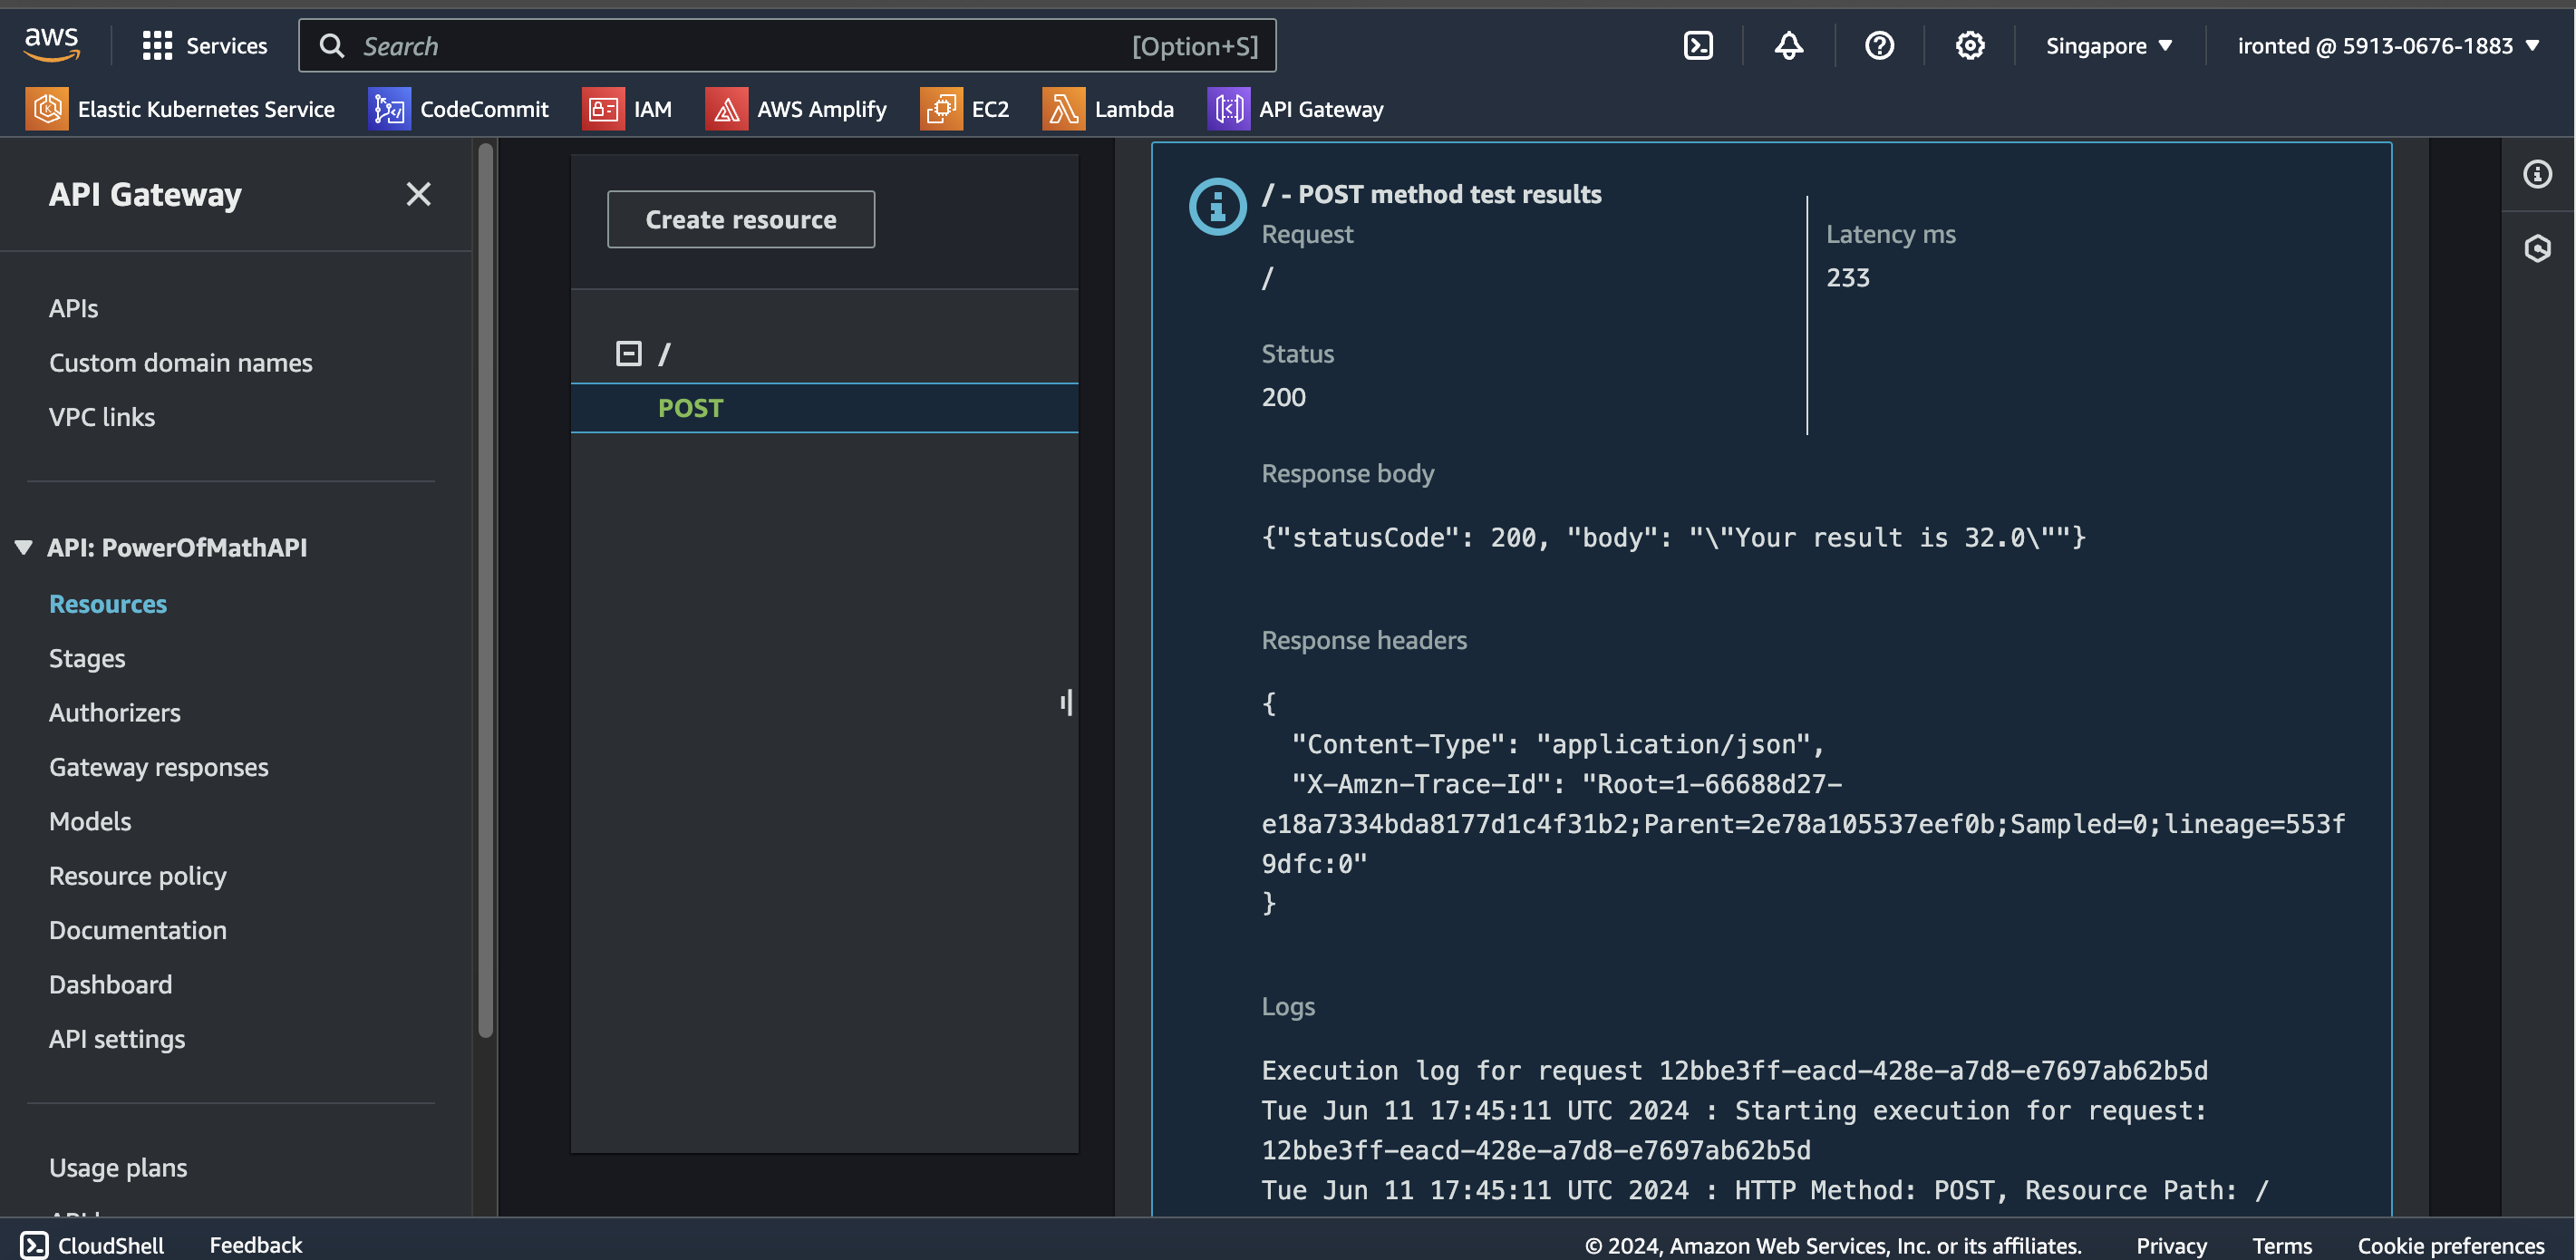 aws
Services
Search
[Option+S]
Singapore
ironted @ 5913-0676-1883
Elastic Kubernetes Service
CodeCommit
IAM
AWS Amplify
EC2
Lambda
API Gateway
API Gateway
APIs
Custom domain names
VPC links
API: PowerOfMathAPI
Resources
Stages
Authorizers
Gateway responses
Models
Resource policy
Documentation
Dashboard
API settings
Usage plans
Create resource
/
POST
/ - POST method test results
Request
/
Latency ms
233
Status
200
Response body
{"statusCode": 200, "body": "\"Your result is 32.0\""}
Response headers
{
"Content-Type": "application/json",
"X-Amzn-Trace-Id": "Root=1-66688d27-
e18a7334bda8177d1c4f31b2;Parent=2e78a105537eef0b;Sampled=0;lineage=553f
9dfc:0"
}
Logs
Execution log for request 12bbe3ff-eacd-428e-a7d8-e7697ab62b5d
Tue Jun 11 17:45:11 UTC 2024 : Starting execution for request:
12bbe3ff-eacd-428e-a7d8-e7697ab62b5d
Tue Jun 11 17:45:11 UTC 2024 : HTTP Method: POST, Resource Path: /
CloudShell
Feedback
© 2024, Amazon Web Services, Inc. or its affiliates.
Privacy
Terms
Cookie preferences